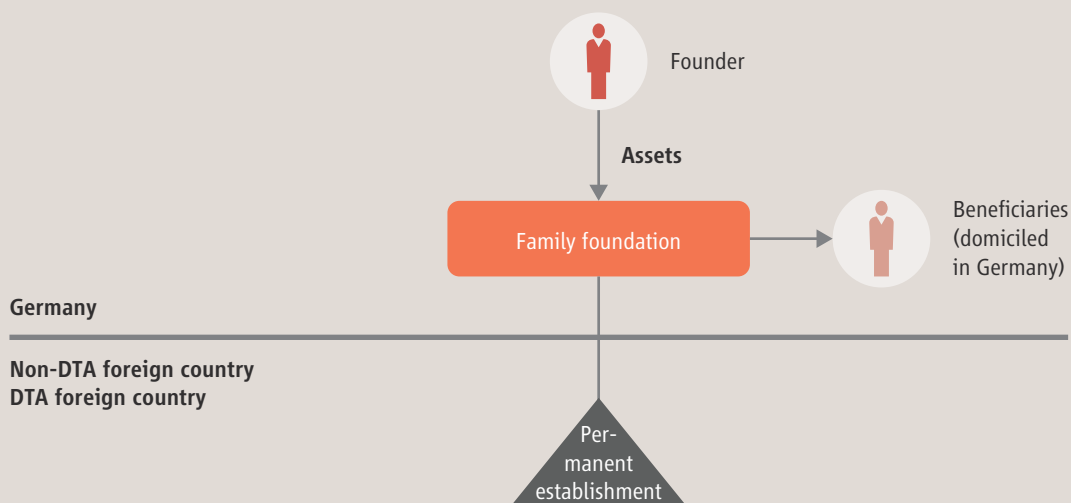 Founder
Assets
Family foundation
Beneficiaries
(domiciled
in Germany)
Germany
Non-DTA foreign country
DTA foreign country
Per-
manent
establishment